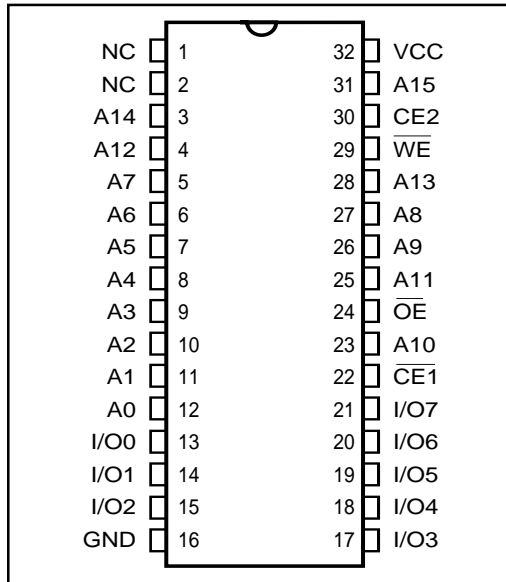 NC 1 32 VCC
NC 2 31 A15
A14 3 30 CE2
A12 4 29 W̅E̅
A7 5 28 A13
A6 6 27 A8
A5 7 26 A9
A4 8 25 A11
A3 9 24 O̅E̅
A2 10 23 A10
A1 11 22 C̅E̅1̅
A0 12 21 I/O7
I/O0 13 20 I/O6
I/O1 14 19 I/O5
I/O2 15 18 I/O4
GND 16 17 I/O3